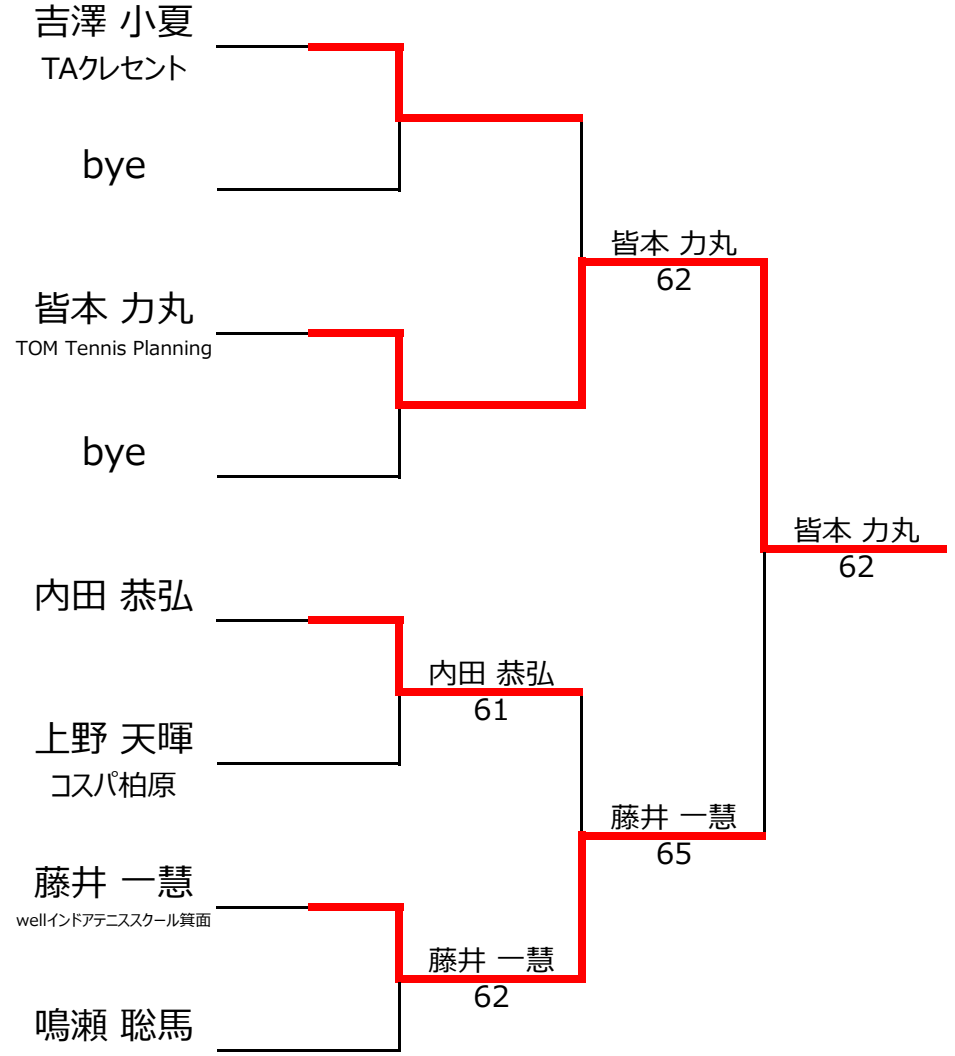 吉澤 小夏
TAクレセント
bye
皆本 力丸
62
皆本 力丸
TOM Tennis Planning
bye
皆本 力丸
62
内田 恭弘
内田 恭弘
61
上野 天暉
コスパ柏原
藤井 一慧
65
藤井 一慧
wellインドアテニススクール箕面
藤井 一慧
62
鳴瀬 聡馬